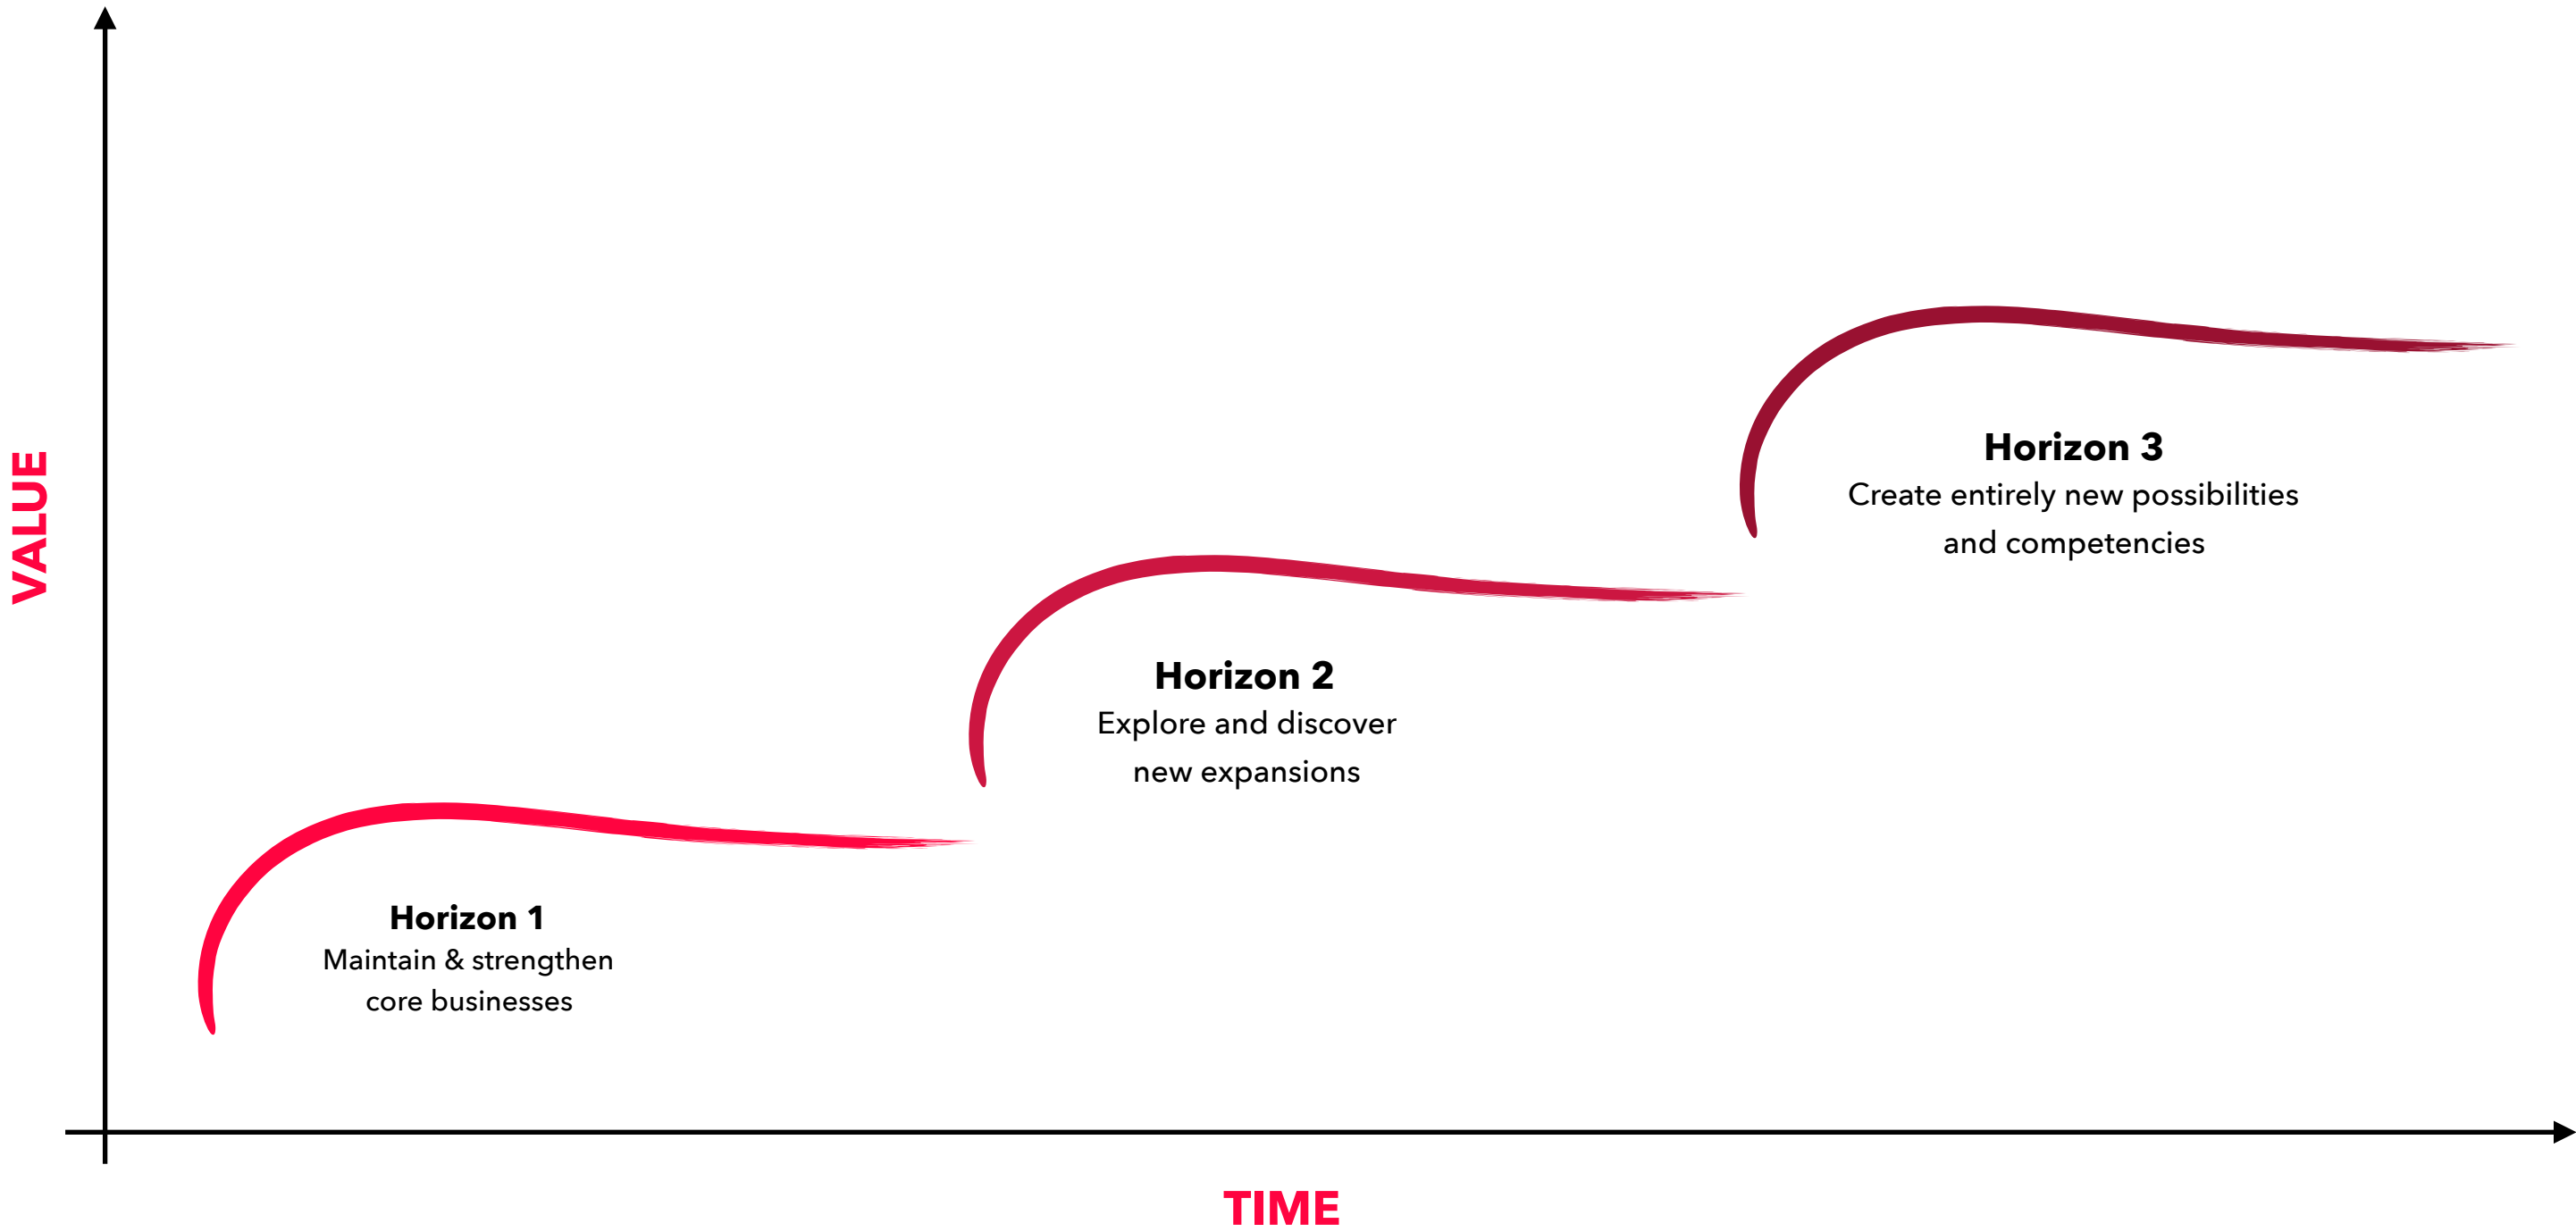 VALUE
Horizon 3
Create entirely new possibilities
and competencies
Horizon 2
Explore and discover
new expansions
Horizon 1
Maintain & strengthen
core businesses
TIME